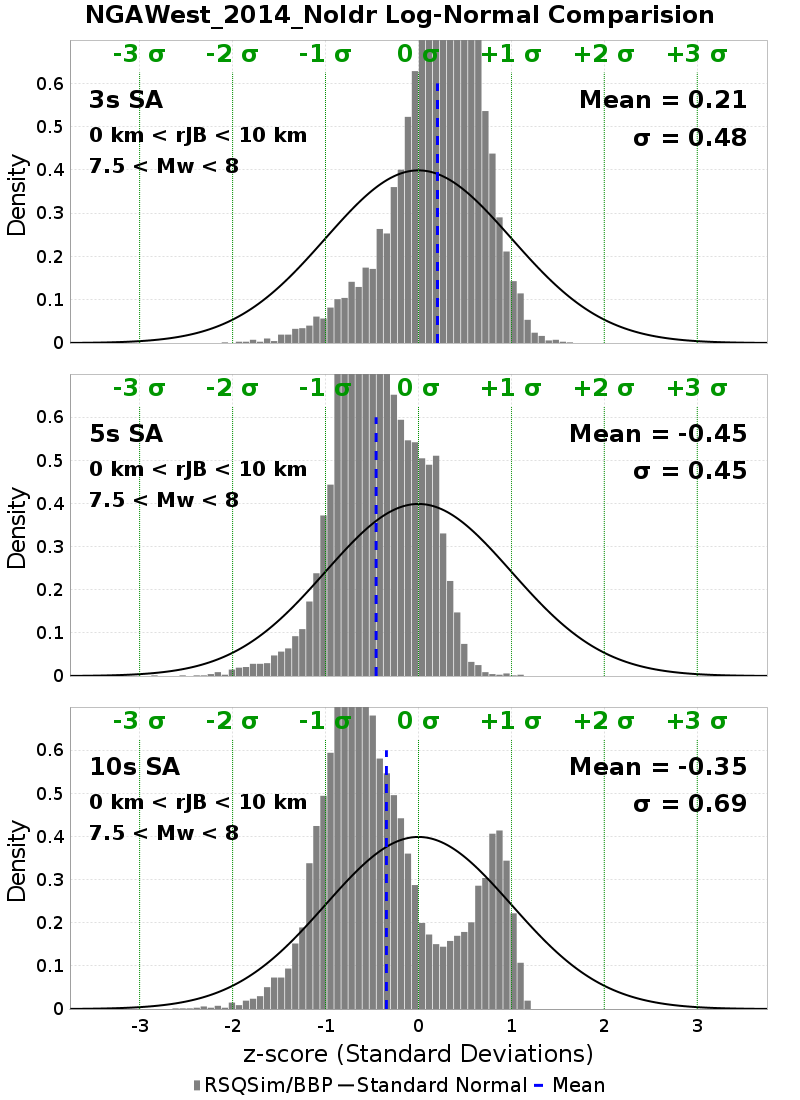 NGAWest_2014_NoIdr Log-Normal Comparision
-3 σ -2 σ -1 σ 0 σ +1 σ +2 σ +3 σ
3s SA
0 km < rJB < 10 km
7.5 < Mw < 8
Mean = 0.21
σ = 0.48
Density
0.6
0.5
0.4
0.3
0.2
0.1
0
-3 σ -2 σ -1 σ 0 σ +1 σ +2 σ +3 σ
5s SA
0 km < rJB < 10 km
7.5 < Mw < 8
Mean = -0.45
σ = 0.45
Density
0.6
0.5
0.4
0.3
0.2
0.1
0
-3 σ -2 σ -1 σ 0 σ +1 σ +2 σ +3 σ
10s SA
0 km < rJB < 10 km
7.5 < Mw < 8
Mean = -0.35
σ = 0.69
Density
0.6
0.5
0.4
0.3
0.2
0.1
0
-3 -2 -1 0 1 2 3
z-score (Standard Deviations)
RSQSim/BBP Standard Normal Mean